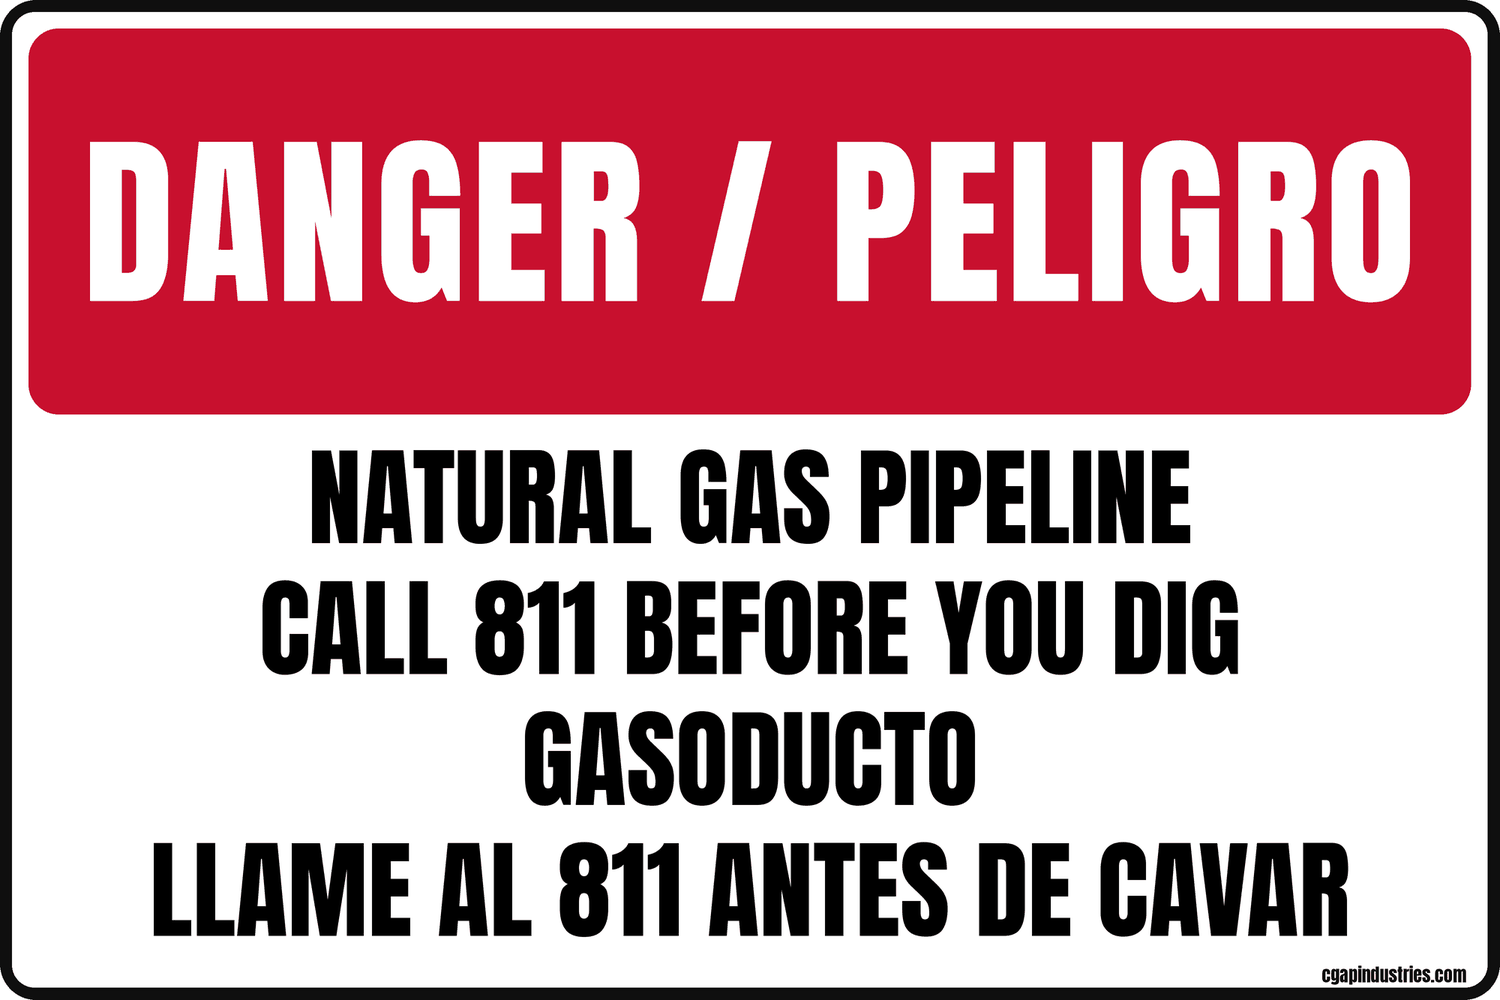 DANGER / PELIGRO
NATURAL GAS PIPELINE
CALL 811 BEFORE YOU DIG
GASODUCTO
LLAME AL 811 ANTES DE CAVAR
cgapindustries.com